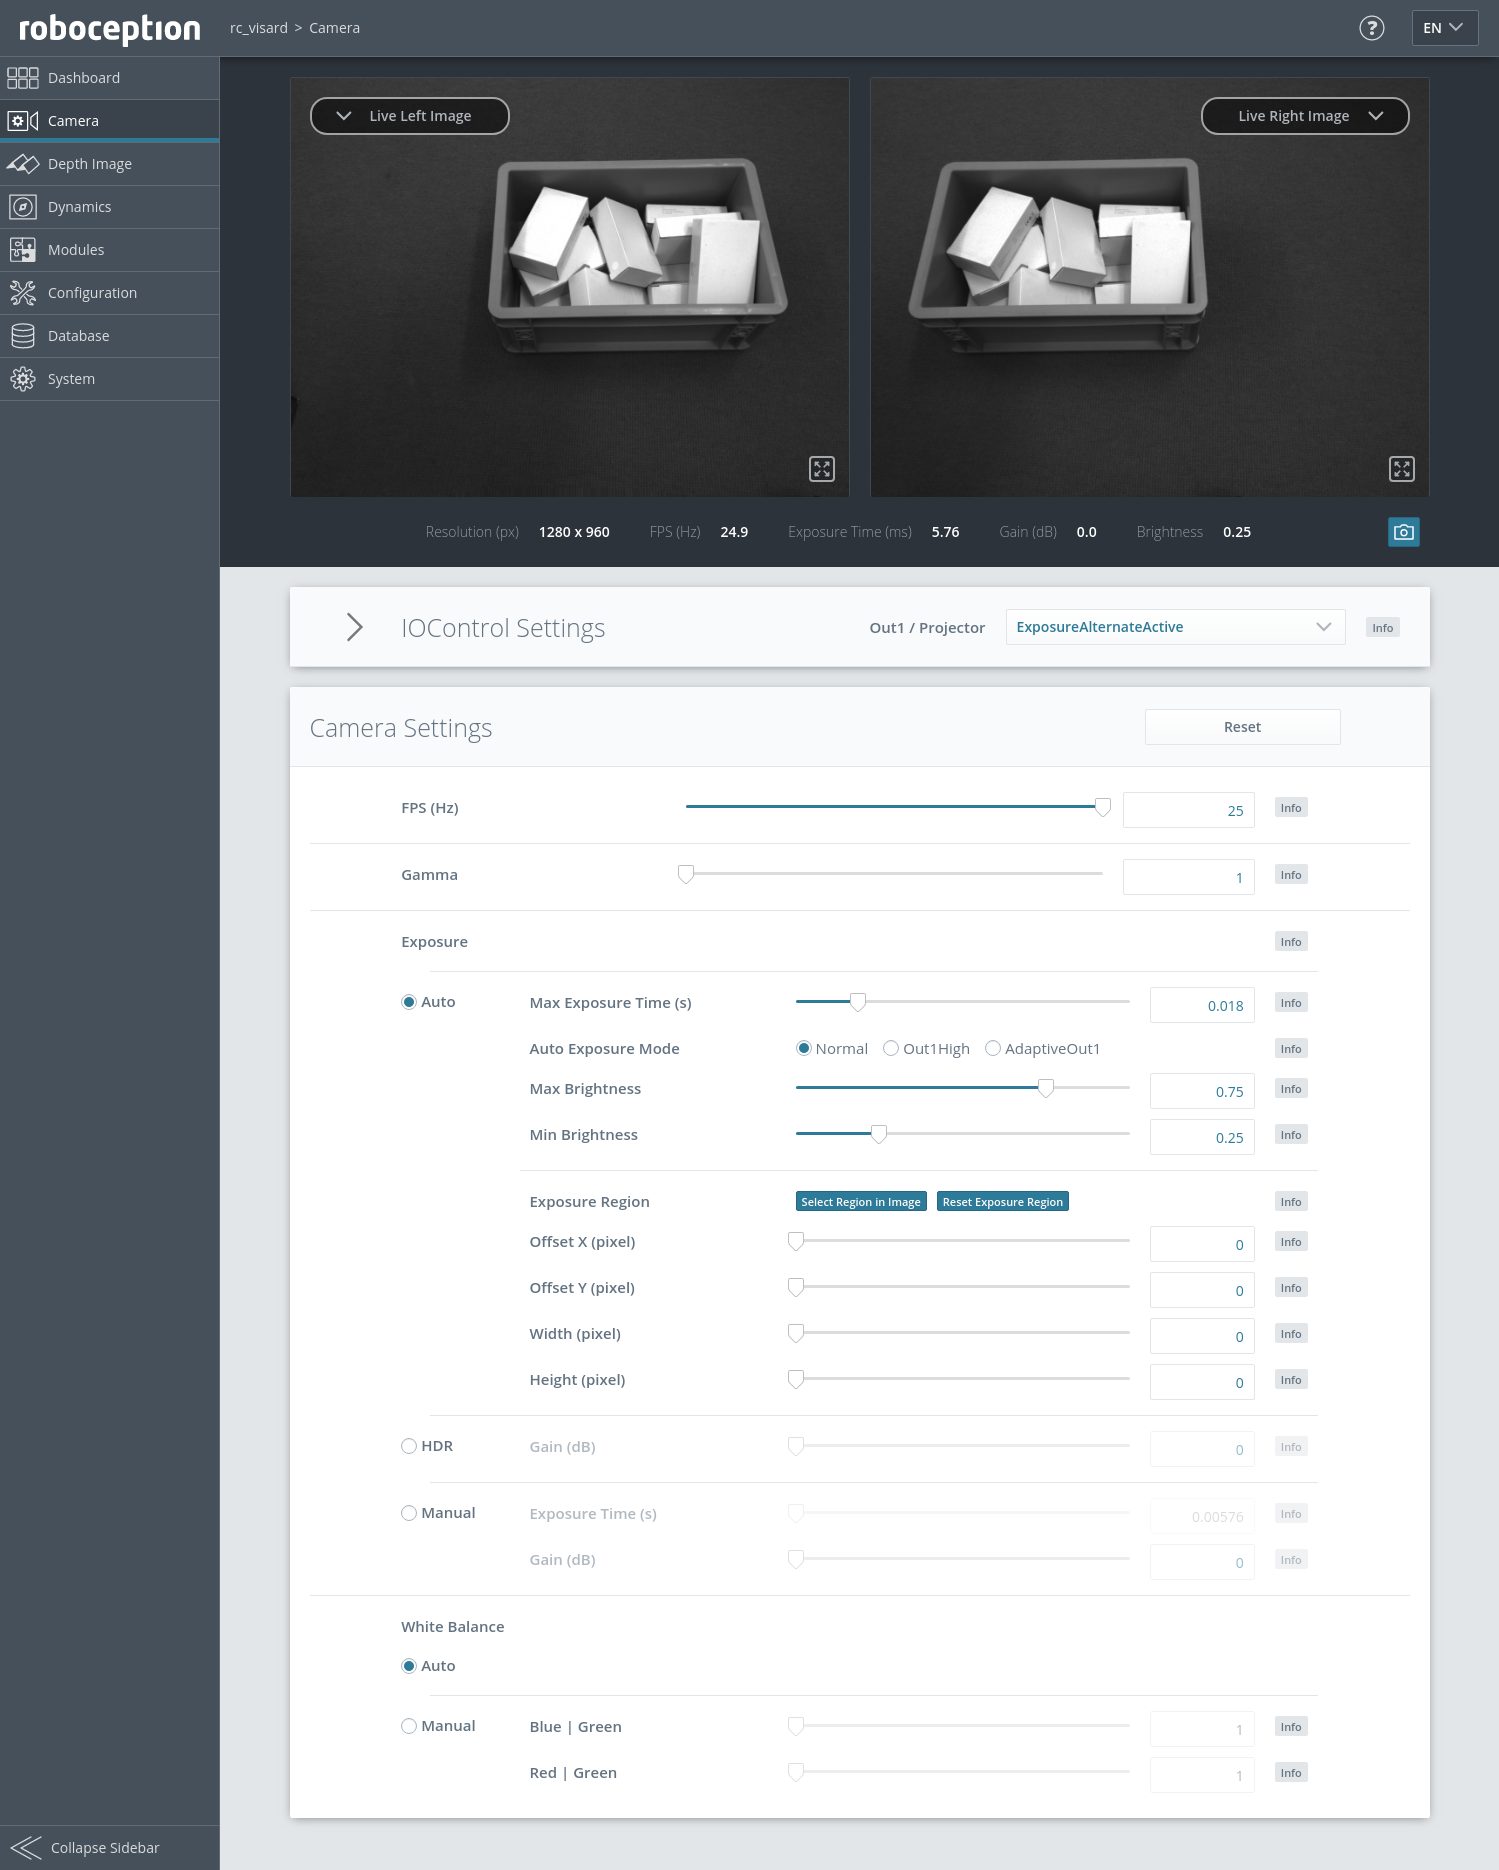 roboception
rc_visard > Camera
?
EN
Dashboard
Camera
Depth Image
Dynamics
Modules
Configuration
Database
System
Live Left Image
Live Right Image
Resolution (px) 1280 x 960 FPS (Hz) 24.9 Exposure Time (ms) 5.76 Gain (dB) 0.0 Brightness 0.25
IOControl Settings Out1 / Projector ExposureAlternateActive Info
Camera Settings Reset
FPS (Hz) 25 Info
Gamma 1 Info
Exposure Info
Auto Max Exposure Time (s) 0.018 Info
Auto Exposure Mode Normal Out1High AdaptiveOut1 Info
Max Brightness 0.75 Info
Min Brightness 0.25 Info
Exposure Region Select Region in Image Reset Exposure Region Info
Offset X (pixel) 0 Info
Offset Y (pixel) 0 Info
Width (pixel) 0 Info
Height (pixel) 0 Info
HDR Gain (dB) 0 Info
Manual Exposure Time (s) 0.00576 Info
Gain (dB) 0 Info
White Balance
Auto
Manual Blue | Green 1 Info
Red | Green 1 Info
Collapse Sidebar